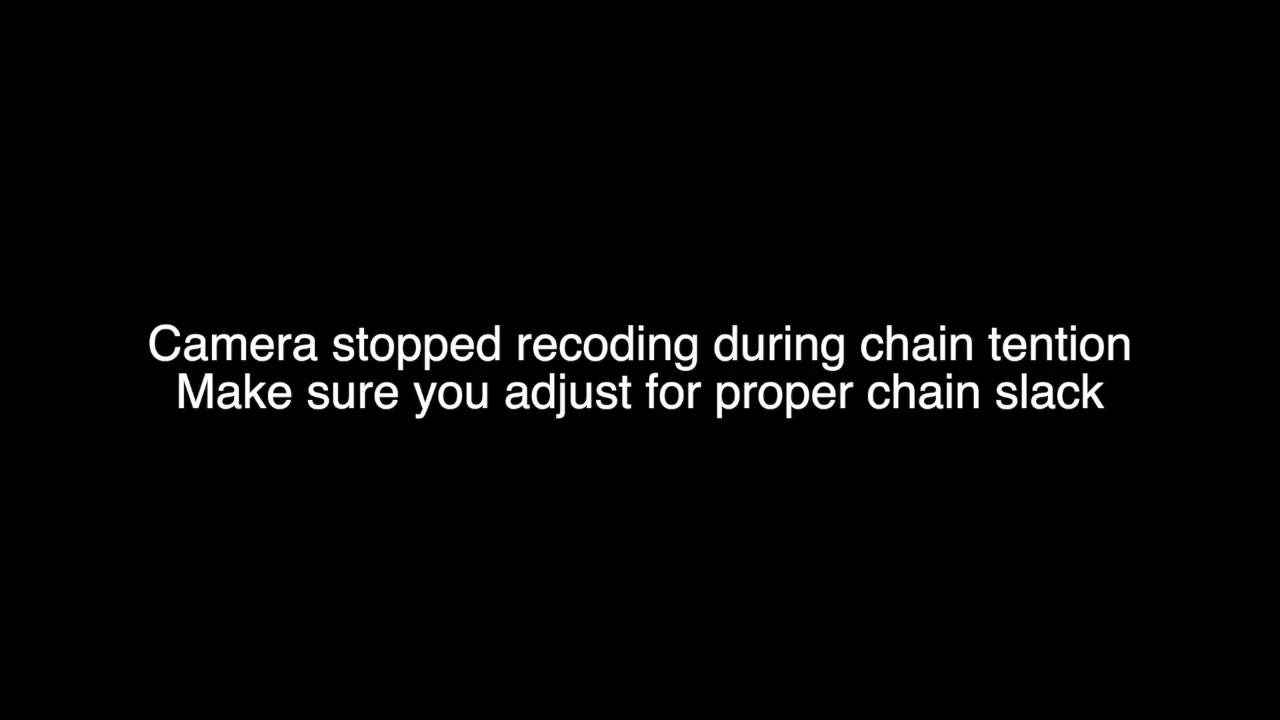 Camera stopped recoding during chain tention
Make sure you adjust for proper chain slack